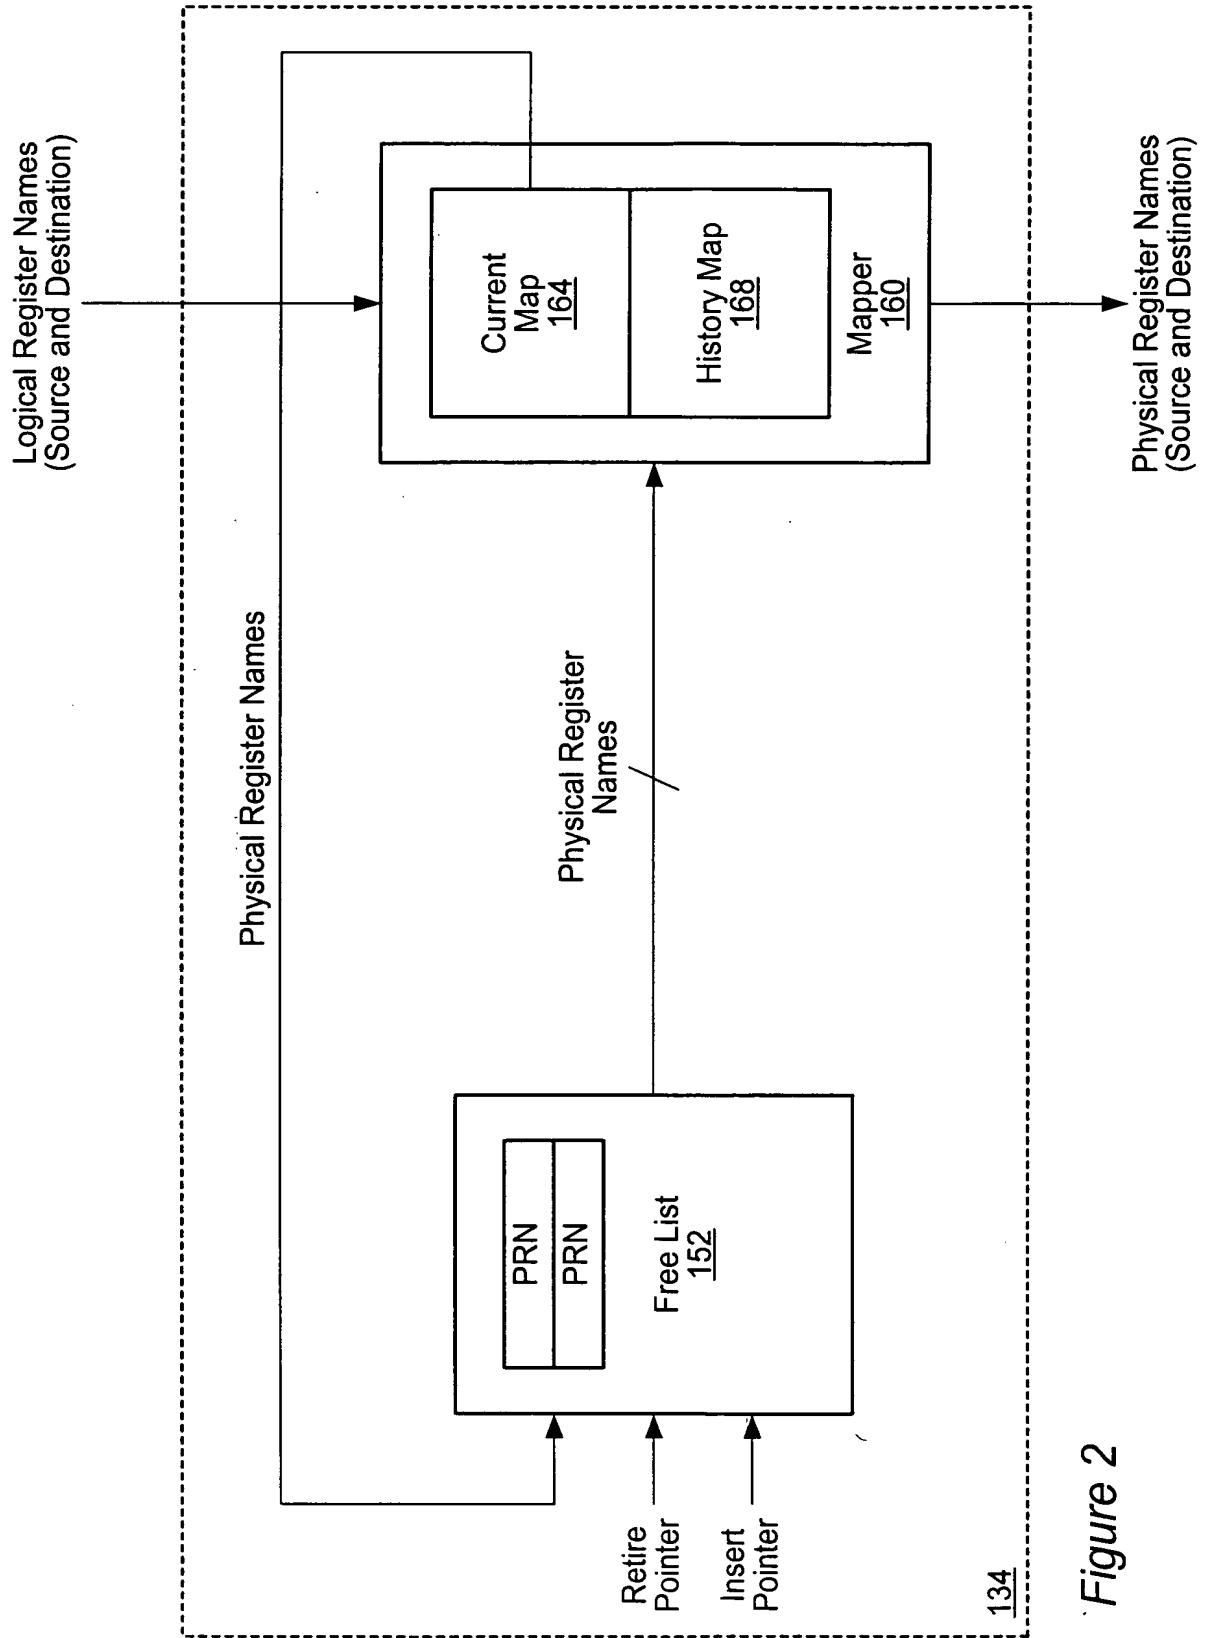 Logical Register Names
(Source and Destination)
Physical Register Names
Current
Map
164
History Map
168
Mapper
160
Physical Register
Names
PRN
PRN
Free List
152
Retire
Pointer
Insert
Pointer
134
Physical Register Names
(Source and Destination)
Figure 2